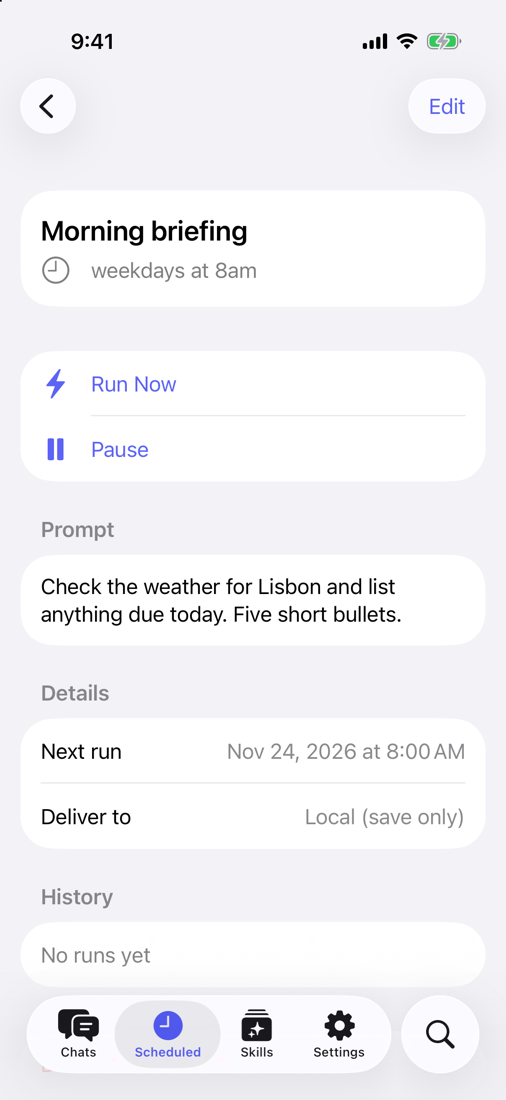 9:41
Edit
Morning briefing
weekdays at 8am
Run Now
Pause
Prompt
Check the weather for Lisbon and list
anything due today. Five short bullets.
Details
Next run Nov 24, 2026 at 8:00 AM
Deliver to Local (save only)
History
No runs yet
Chats Scheduled Skills Settings